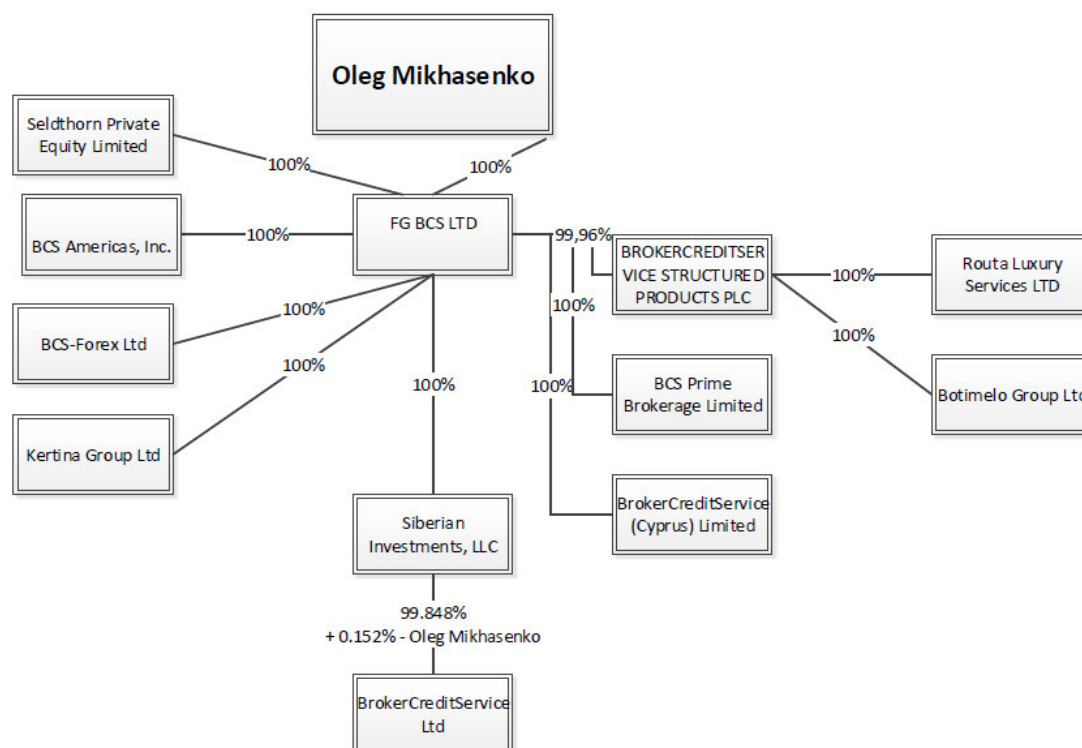 Oleg Mikhasenko
Seldthorn Private
Equity Limited
100%
100%
BCS Americas, Inc.
100%
FG BCS LTD
99,96%
BROKERCREDITSER
VICE STRUCTURED
PRODUCTS PLC
100%
Routa Luxury
Services LTD
100%
BCS-Forex Ltd
100%
100%
100%
100%
BCS Prime
Brokerage Limited
Botimelo Group Ltd
100%
Kertina Group Ltd
Siberian
Investments, LLC
BrokerCreditService
(Cyprus) Limited
99.848%
+ 0.152% - Oleg Mikhasenko
BrokerCreditService
Ltd